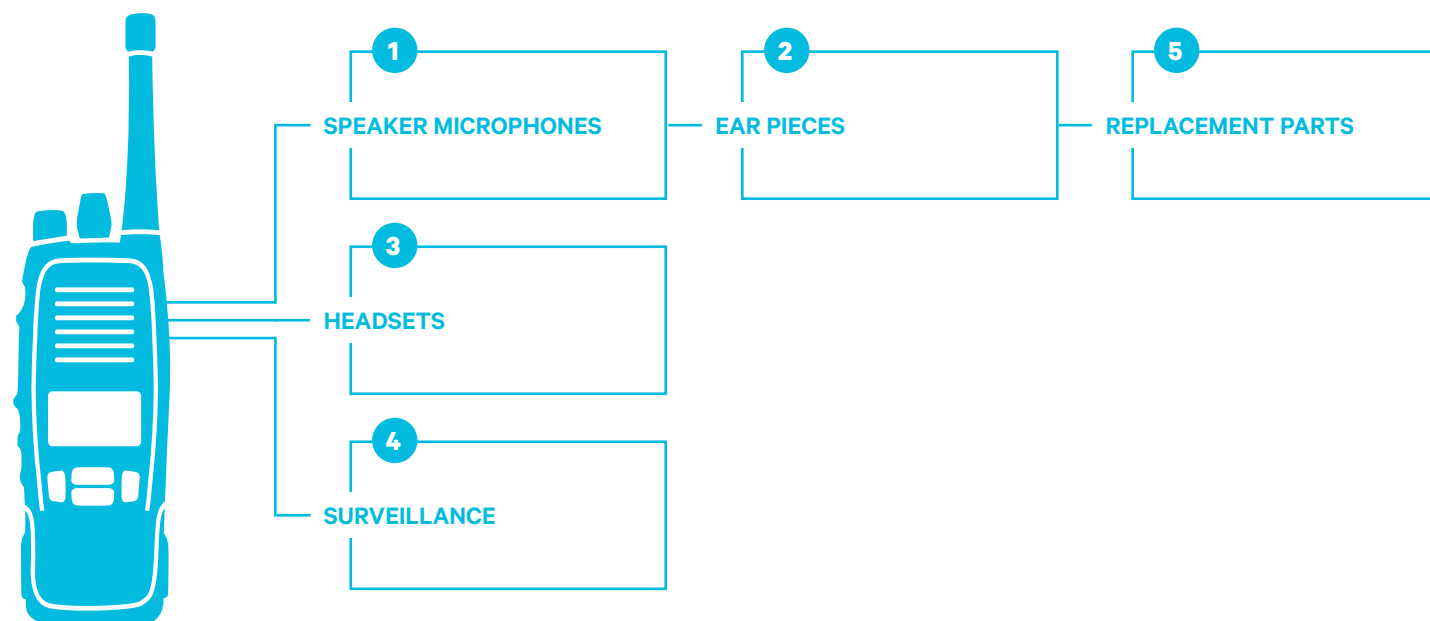 1
SPEAKER MICROPHONES
2
EAR PIECES
5
REPLACEMENT PARTS
3
HEADSETS
4
SURVEILLANCE